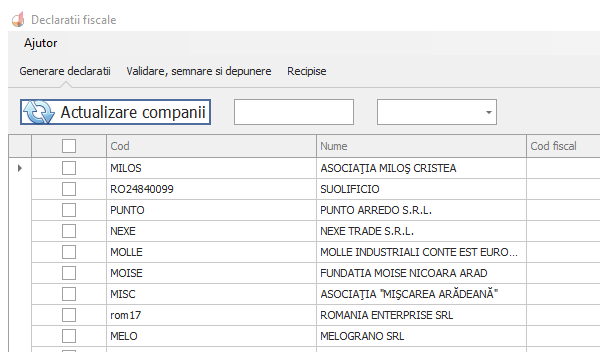 Declaratii fiscale
Ajutor
Generare declaratii Validare, semnare si depunere Recipise
Actualizare companii
Cod Nume Cod fiscal
MILOS ASOCIAŢIA MILOŞ CRISTEA
RO24840099 SUOLIFICIO
PUNTO PUNTO ARREDO S.R.L.
NEXE NEXE TRADE S.R.L.
MOLLE MOLLE INDUSTRIALI CONTE EST EURO...
MOISE FUNDATIA MOISE NICOARA ARAD
MISC ASOCIAŢIA "MIŞCAREA ARĂDEANĂ"
rom17 ROMANIA ENTERPRISE SRL
MELO MELOGRANO SRL